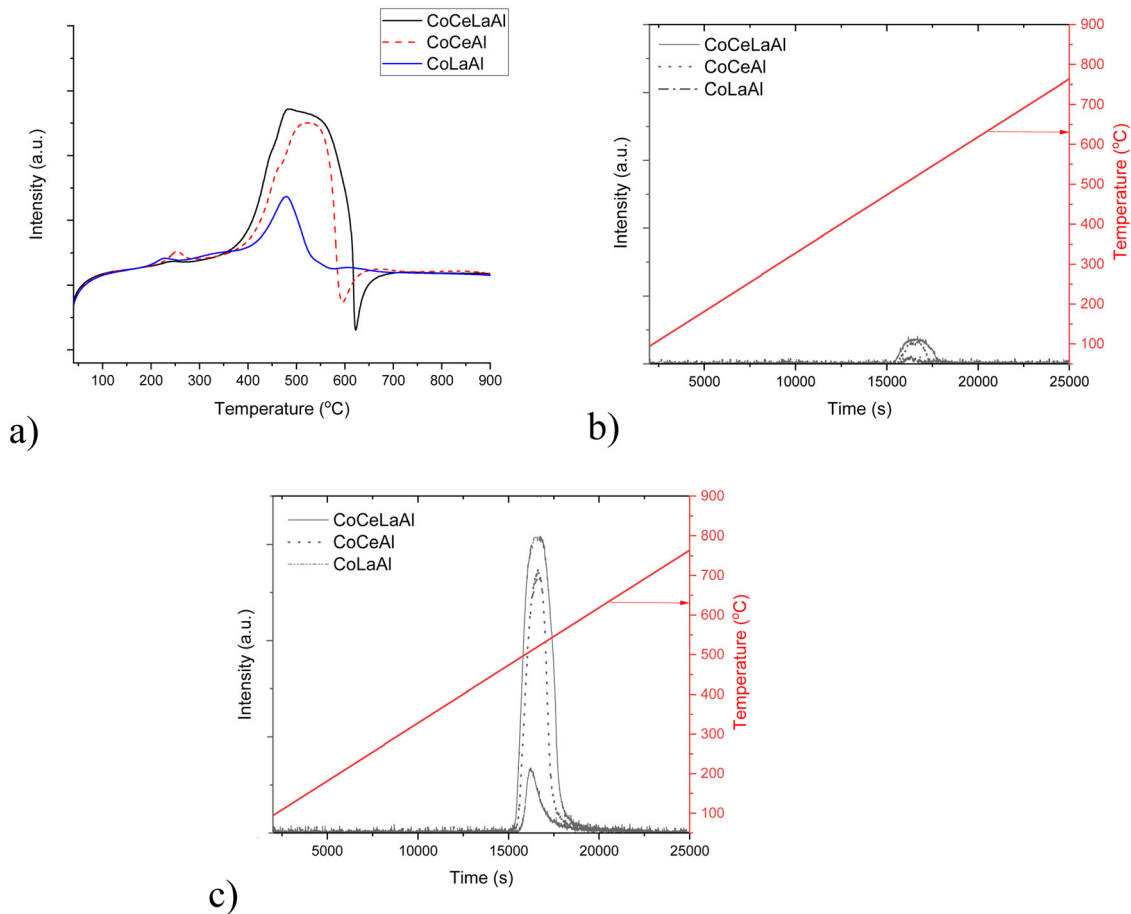 CoCeLaAl
CoCeAl
CoLaAl
Intensity (a.u.)
100 200 300 400 500 600 700 800 900
Temperature (ºC)
a)
CoCeLaAl
CoCeAl
CoLaAl
Intensity (a.u.)
900
800
700
600
500
400
300
200
100
Temperature (ºC)
5000 10000 15000 20000 25000
Time (s)
b)
CoCeLaAl
CoCeAl
CoLaAl
Intensity (a.u.)
900
800
700
600
500
400
300
200
100
Temperature (ºC)
5000 10000 15000 20000 25000
Time (s)
c)